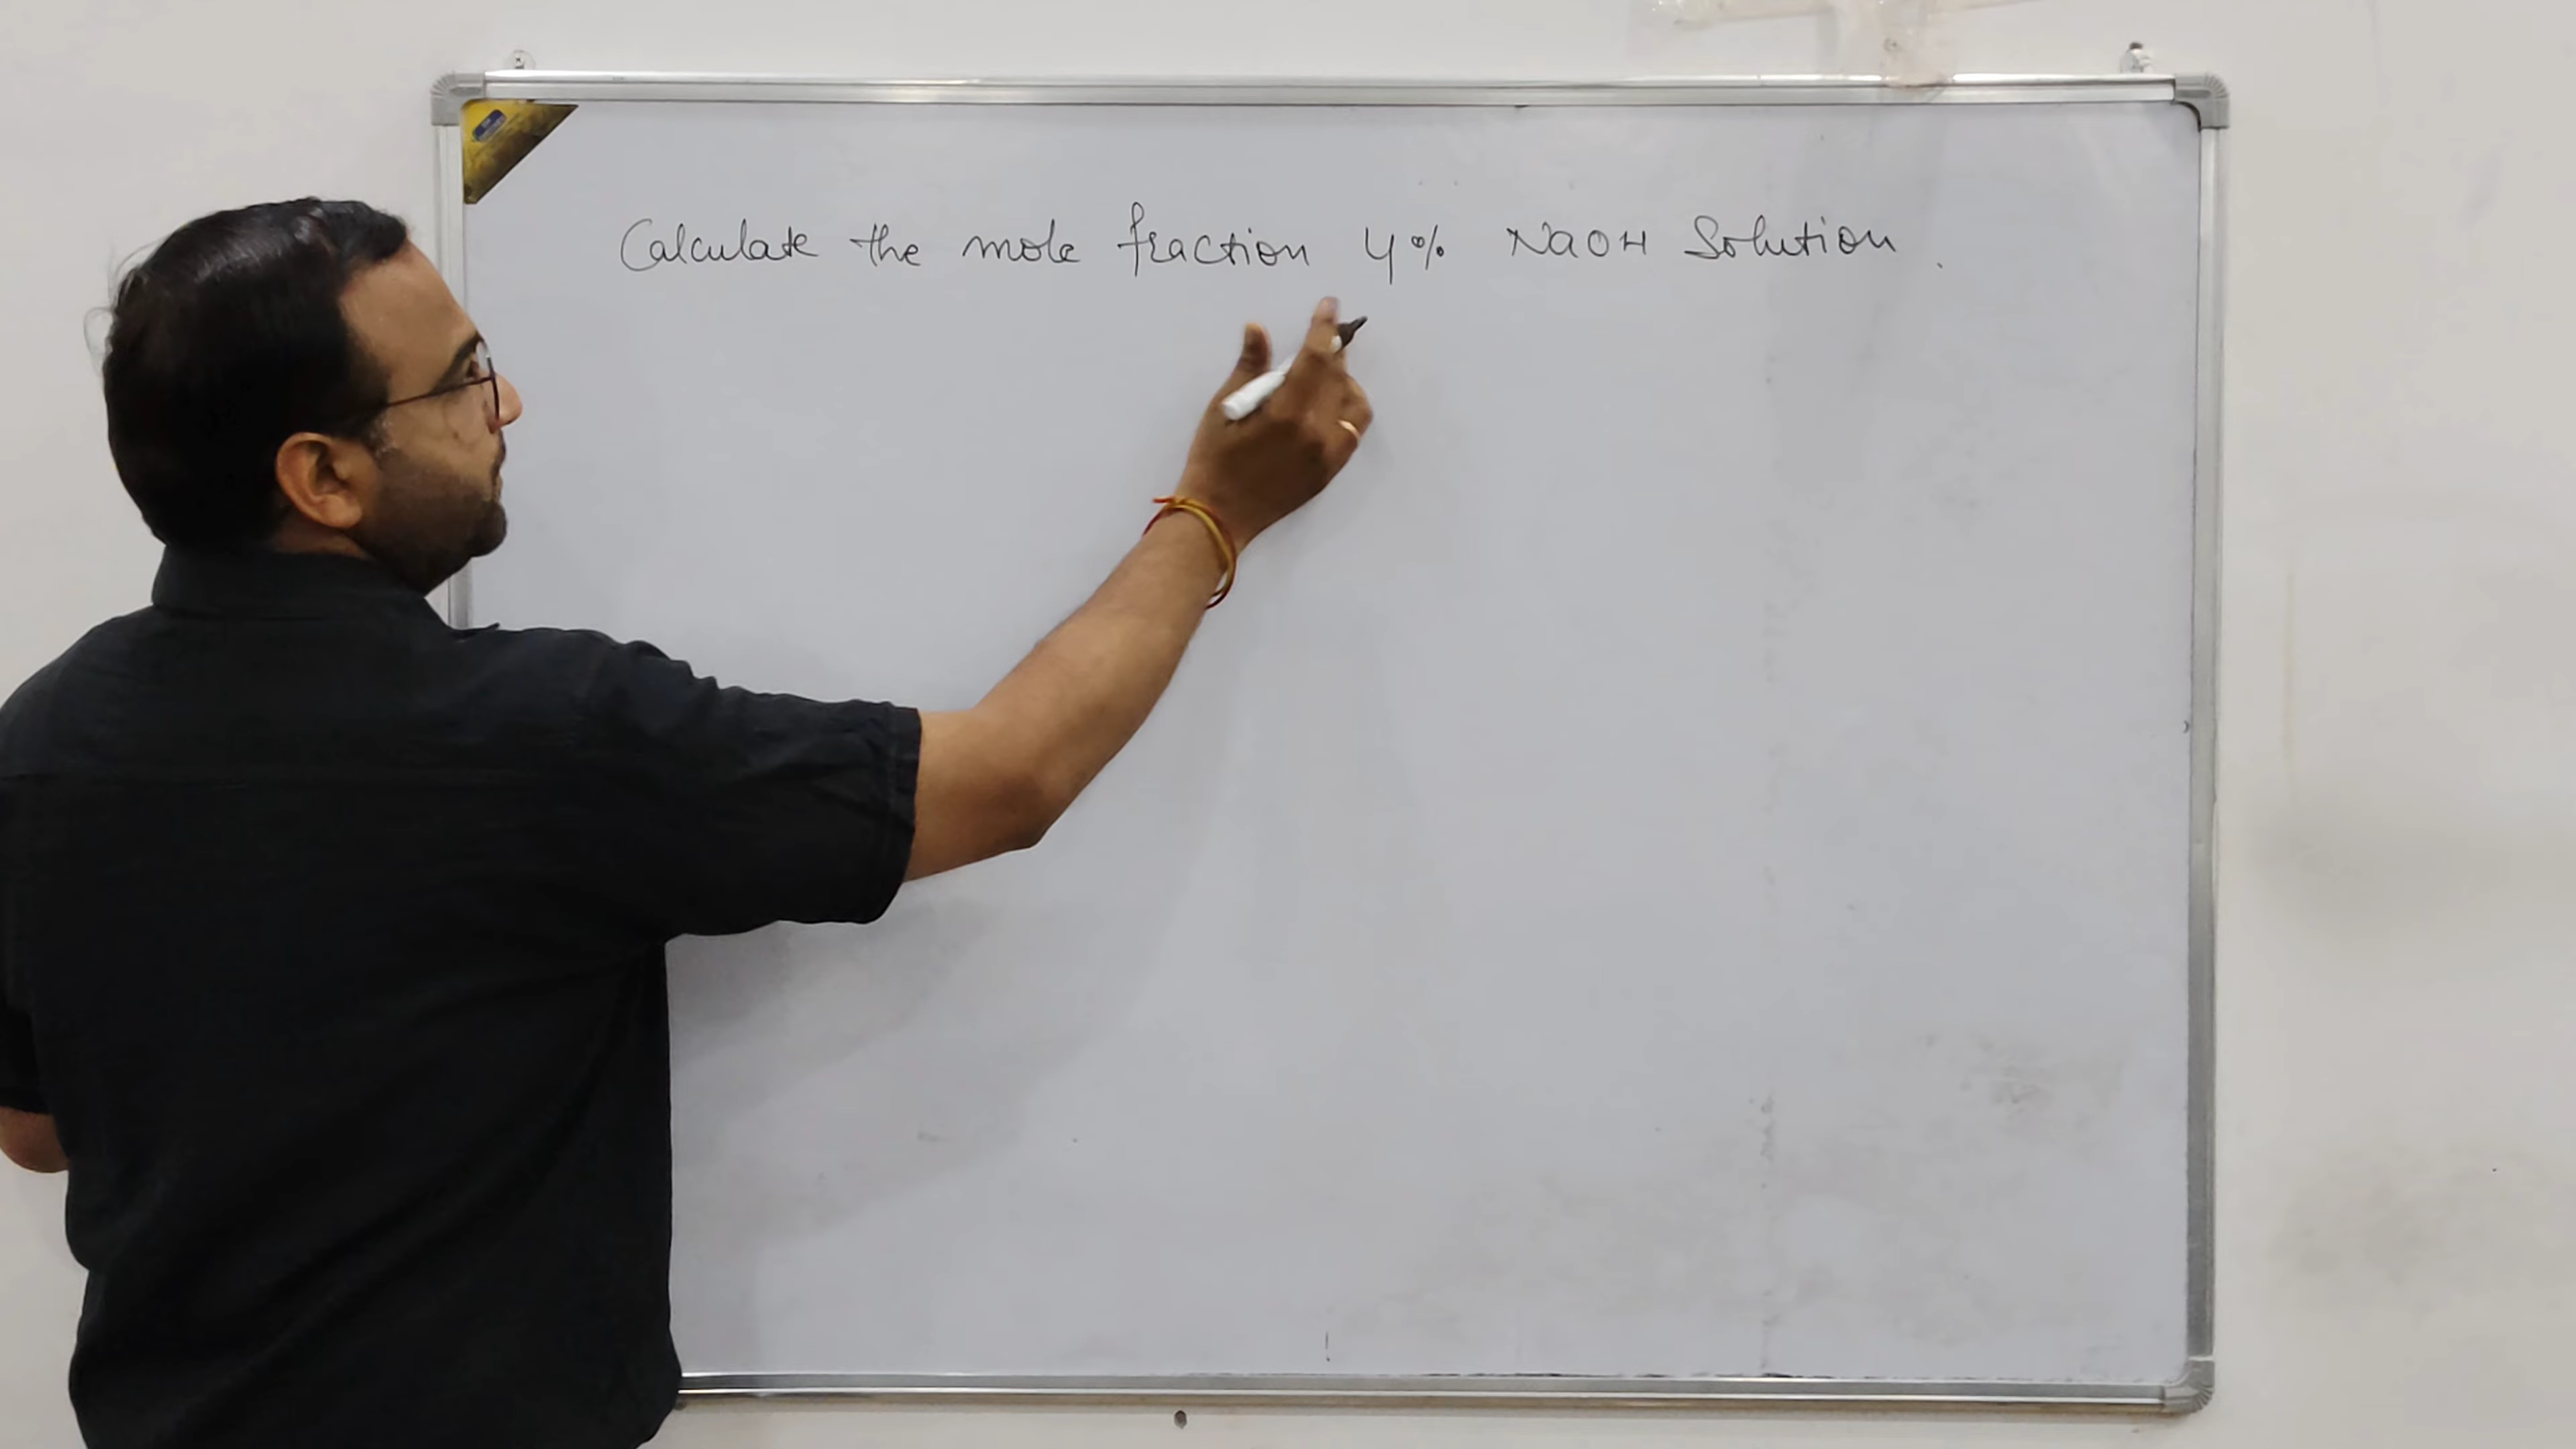 Calculate the mole fraction 4% NaOH Solution.